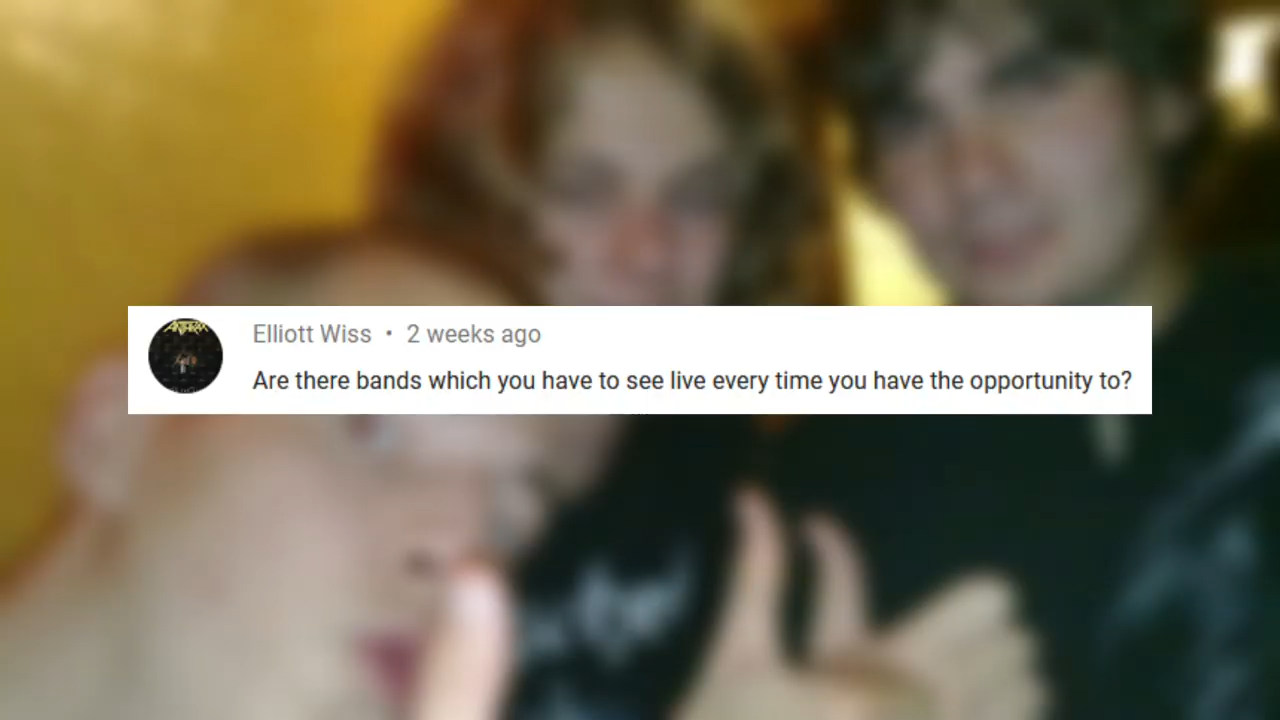 ANTHRAX
Elliott Wiss • 2 weeks ago
Are there bands which you have to see live every time you have the opportunity to?